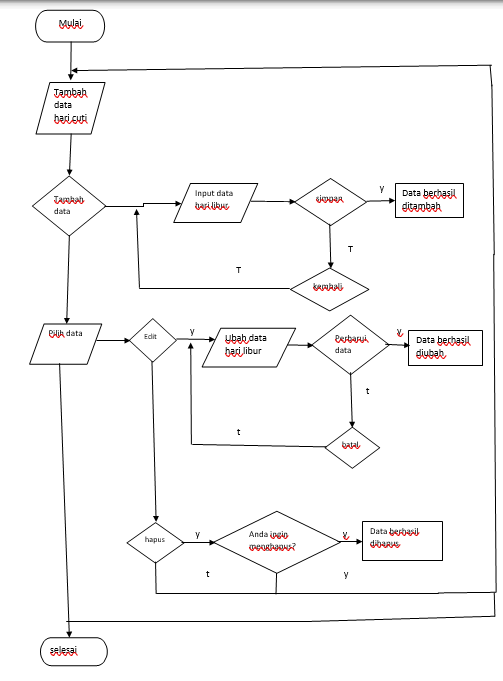 Mulai
Tambah
data
hari cuti
Tambah
data
Input data
hari libur
simpan
y
Data berhasil
ditambah
T
T
kembali
Pilih data
Edit
y
Ubah data
hari libur
Perbarui
data
y
Data berhasil
diubah
t
t
batal
hapus
y
Anda ingin
menghapus?
y
Data berhasil
dihapus
t
y
selesai